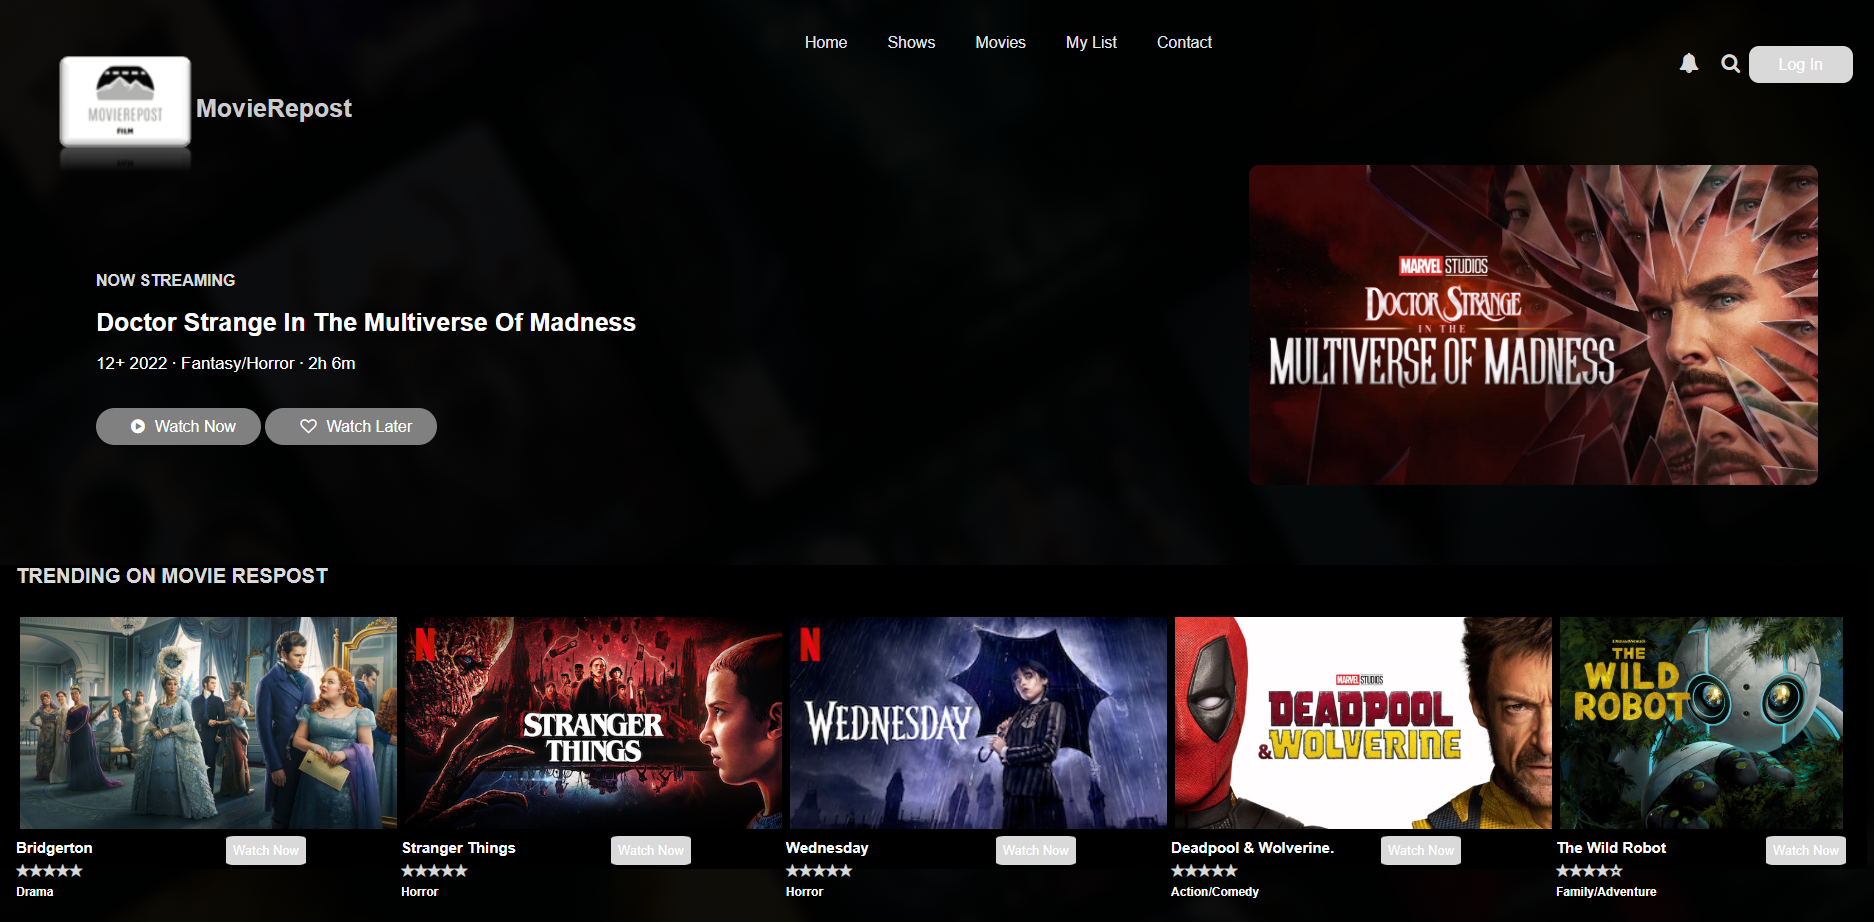 Home Shows Movies My List Contact
Log In
MOVIEREPOST
FILM
MovieRepost
NOW STREAMING
Doctor Strange In The Multiverse Of Madness
12+ 2022 · Fantasy/Horror · 2h 6m
Watch Now Watch Later
MARVEL STUDIOS
DOCTOR STRANGE
IN THE
MULTIVERSE OF MADNESS
TRENDING ON MOVIE RESPOST
N
STRANGER
THINGS
N
WEDNESDAY
MARVEL STUDIOS
DEADPOOL
& WOLVERINE
DREAMWORKS
THE
WILD
ROBOT
Bridgerton Watch Now
Drama
Stranger Things Watch Now
Horror
Wednesday Watch Now
Horror
Deadpool & Wolverine. Watch Now
Action/Comedy
The Wild Robot Watch Now
Family/Adventure